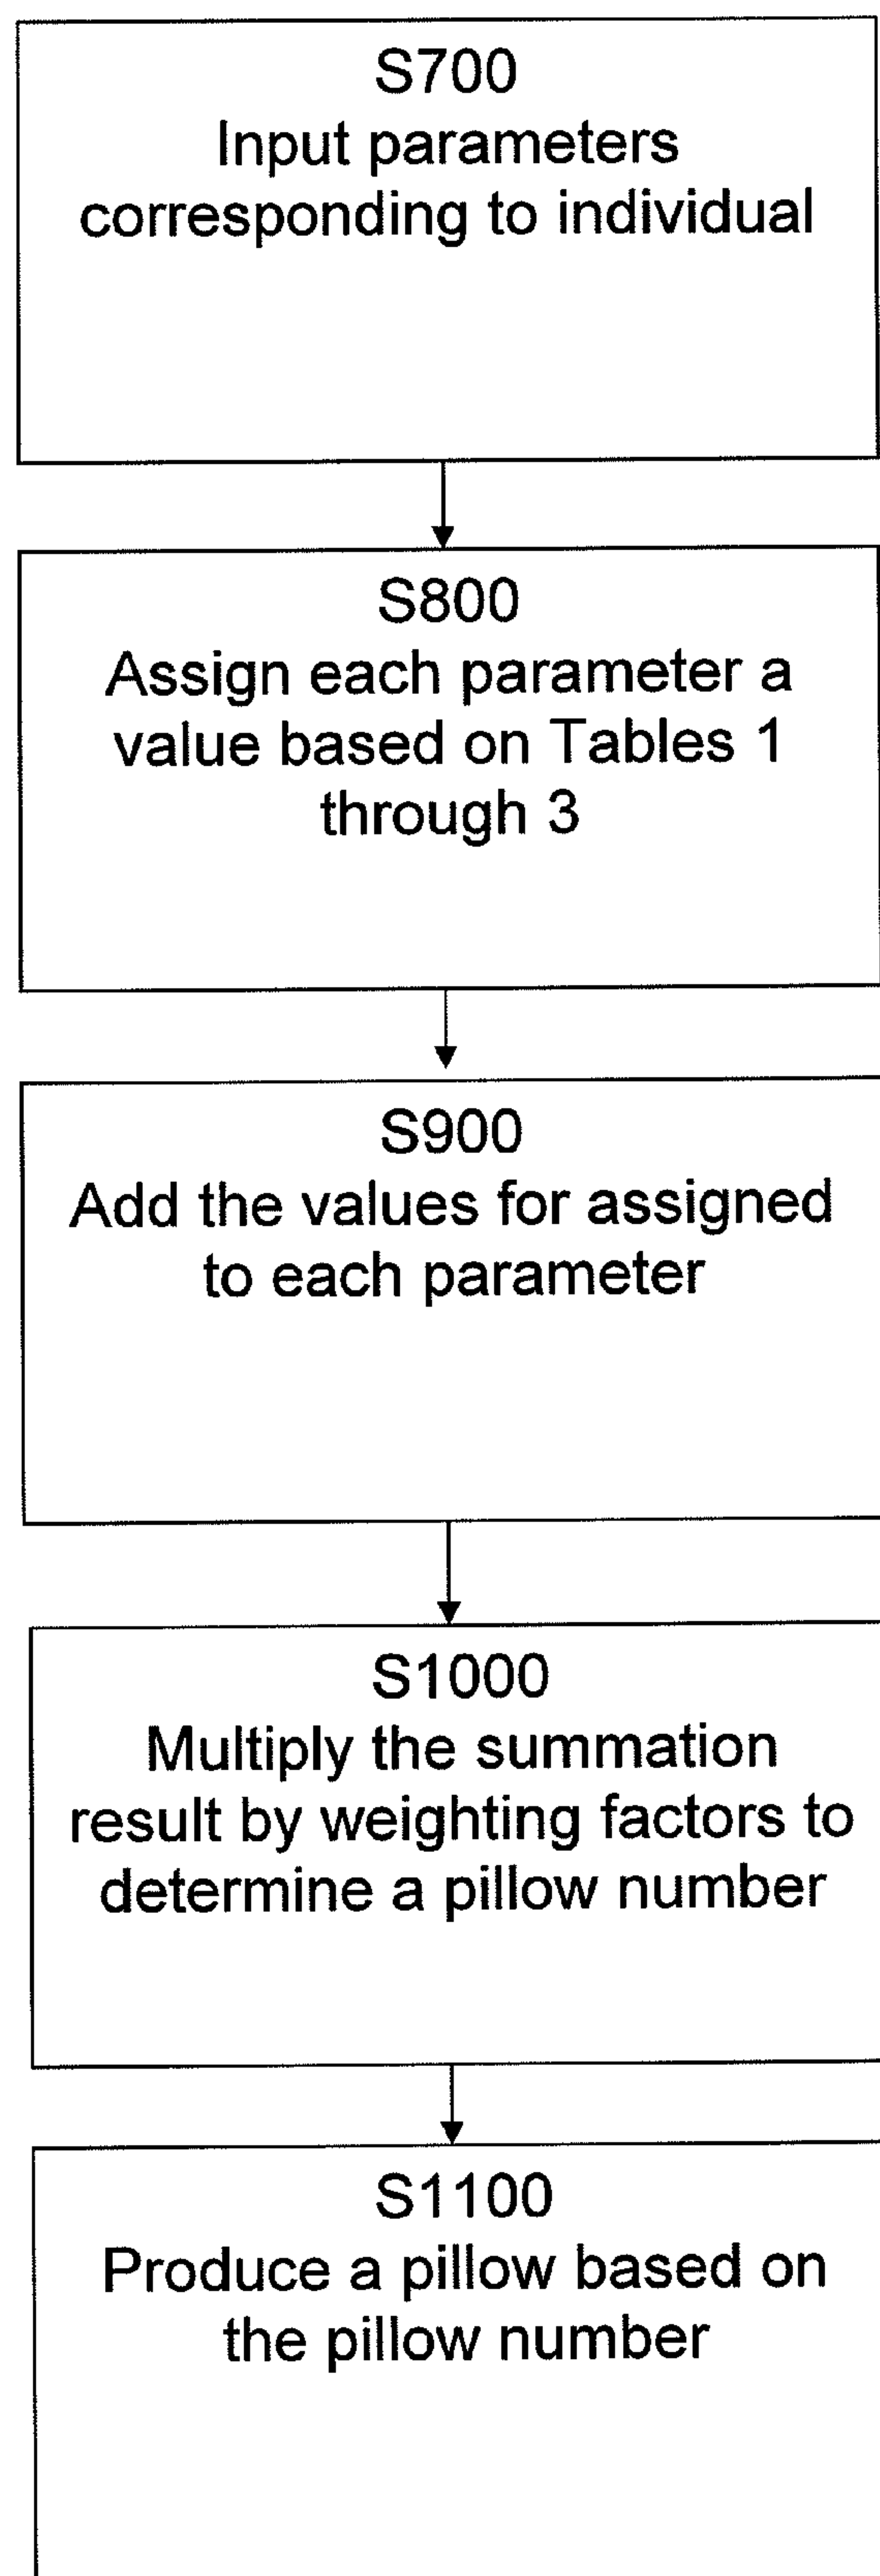 S700
Input parameters
corresponding to individual
S800
Assign each parameter a
value based on Tables 1
through 3
S900
Add the values for assigned
to each parameter
S1000
Multiply the summation
result by weighting factors to
determine a pillow number
S1100
Produce a pillow based on
the pillow number